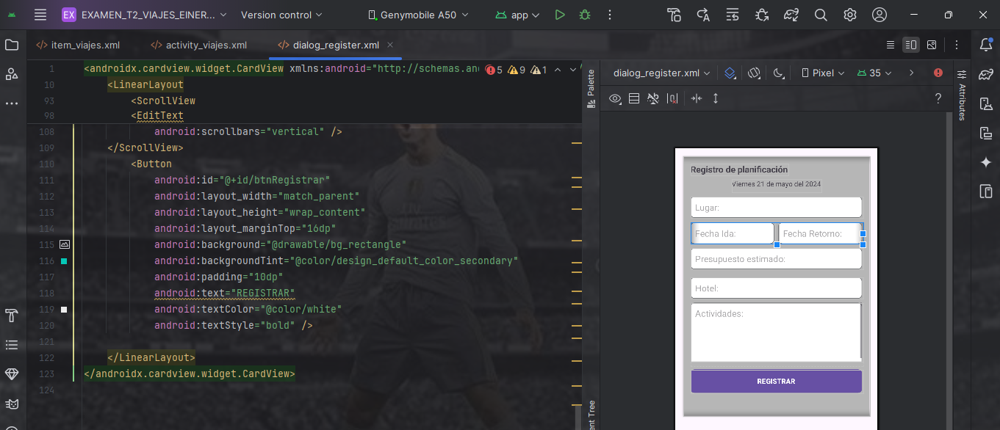 EX EXAMEN_T2_VIAJES_EINER... Version control Genymobile A50 app
item_viajes.xml activity_viajes.xml dialog_register.xml
1 <androidx.cardview.widget.CardView xmlns:android="http://schemas.an 5 9 1
10 <LinearLayout
93 <ScrollView
98 <EditText
108 android:scrollbars="vertical" />
109 </ScrollView>
110 <Button
111 android:id="@+id/btnRegistrar"
112 android:layout_width="match_parent"
113 android:layout_height="wrap_content"
114 android:layout_marginTop="16dp"
115 android:background="@drawable/bg_rectangle"
116 android:backgroundTint="@color/design_default_color_secondary"
117 android:padding="10dp"
118 android:text="REGISTRAR"
119 android:textColor="@color/white"
120 android:textStyle="bold" />
121
122 </LinearLayout>
123 </androidx.cardview.widget.CardView>
124
Palette
ent Tree
dialog_register.xml Pixel 35
?
Attributes
Registro de planificación
Viernes 21 de mayo del 2024
Lugar:
Fecha Ida: Fecha Retorno:
Presupuesto estimado:
Hotel:
Actividades:
REGISTRAR